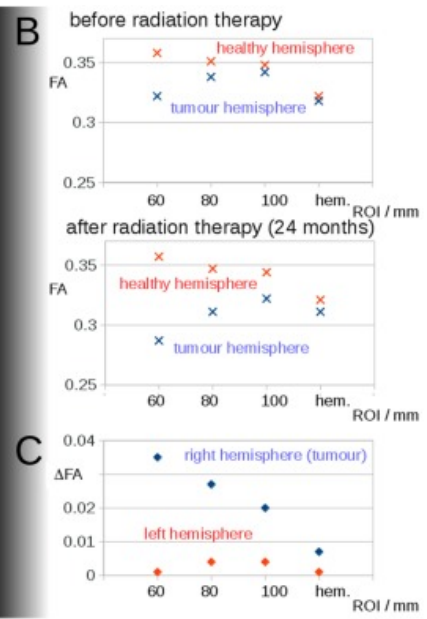 B
before radiation therapy
0.35
healthy hemisphere
FA
tumour hemisphere
0.3
0.25
60 80 100 hem.
ROI / mm
after radiation therapy (24 months)
0.35
FA
healthy hemisphere
0.3
tumour hemisphere
0.25
60 80 100 hem.
ROI / mm
C
0.04
right hemisphere (tumour)
ΔFA
0.02
left hemisphere
0.01
0
60 80 100 hem.
ROI / mm